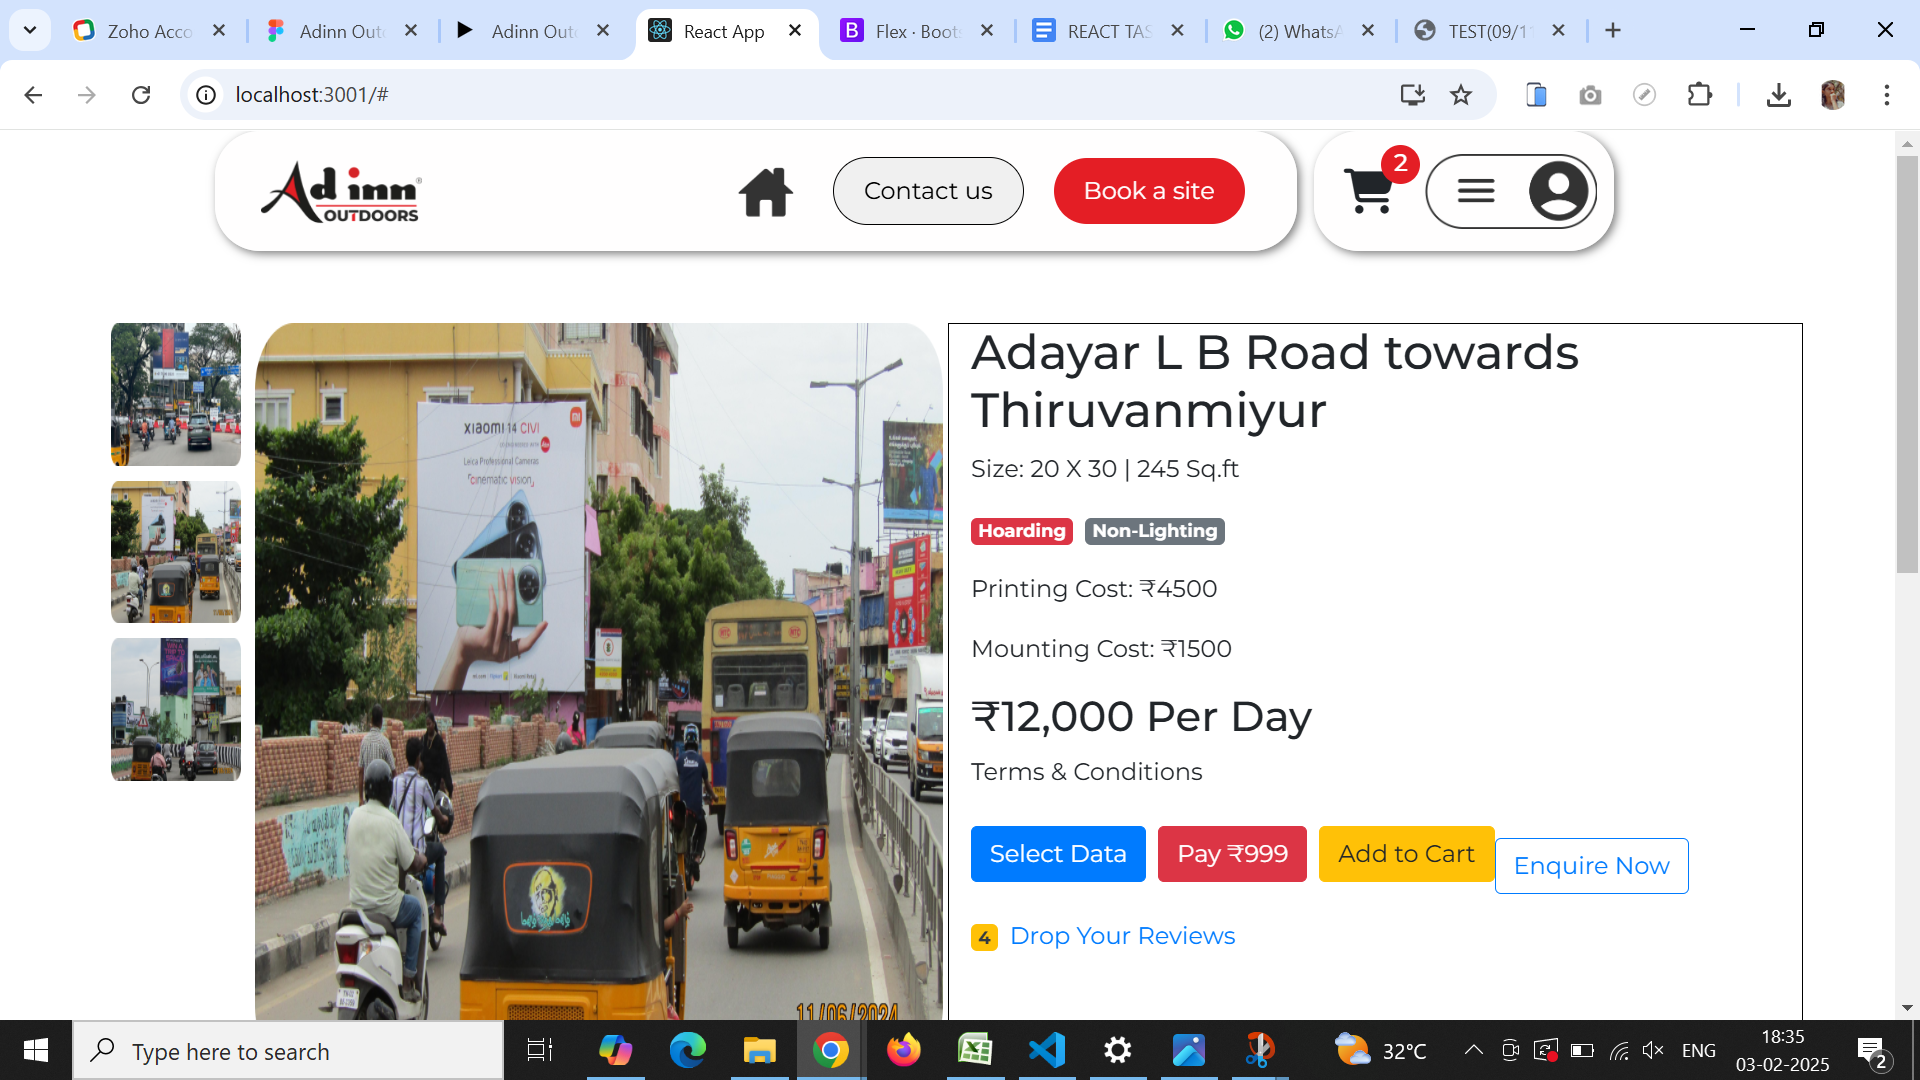 Zoho Acco
Adinn Out
Adinn Out
React App
Flex · Boots
REACT TAS
(2) WhatsA
TEST(09/11
localhost:3001/#
Ad inn®
OUTDOORS
Contact us
Book a site
2
Adayar L B Road towards
Thiruvanmiyur
Size: 20 X 30 | 245 Sq.ft
Hoarding Non-Lighting
Printing Cost: ₹4500
Mounting Cost: ₹1500
₹12,000 Per Day
Terms & Conditions
Select Data Pay ₹999 Add to Cart Enquire Now
4 Drop Your Reviews
XIAOMI 14 CIVI
Leica Professional Cameras
「cinematic vision」
11/06/2024
Type here to search
32°C
ENG
18:35
03-02-2025
2